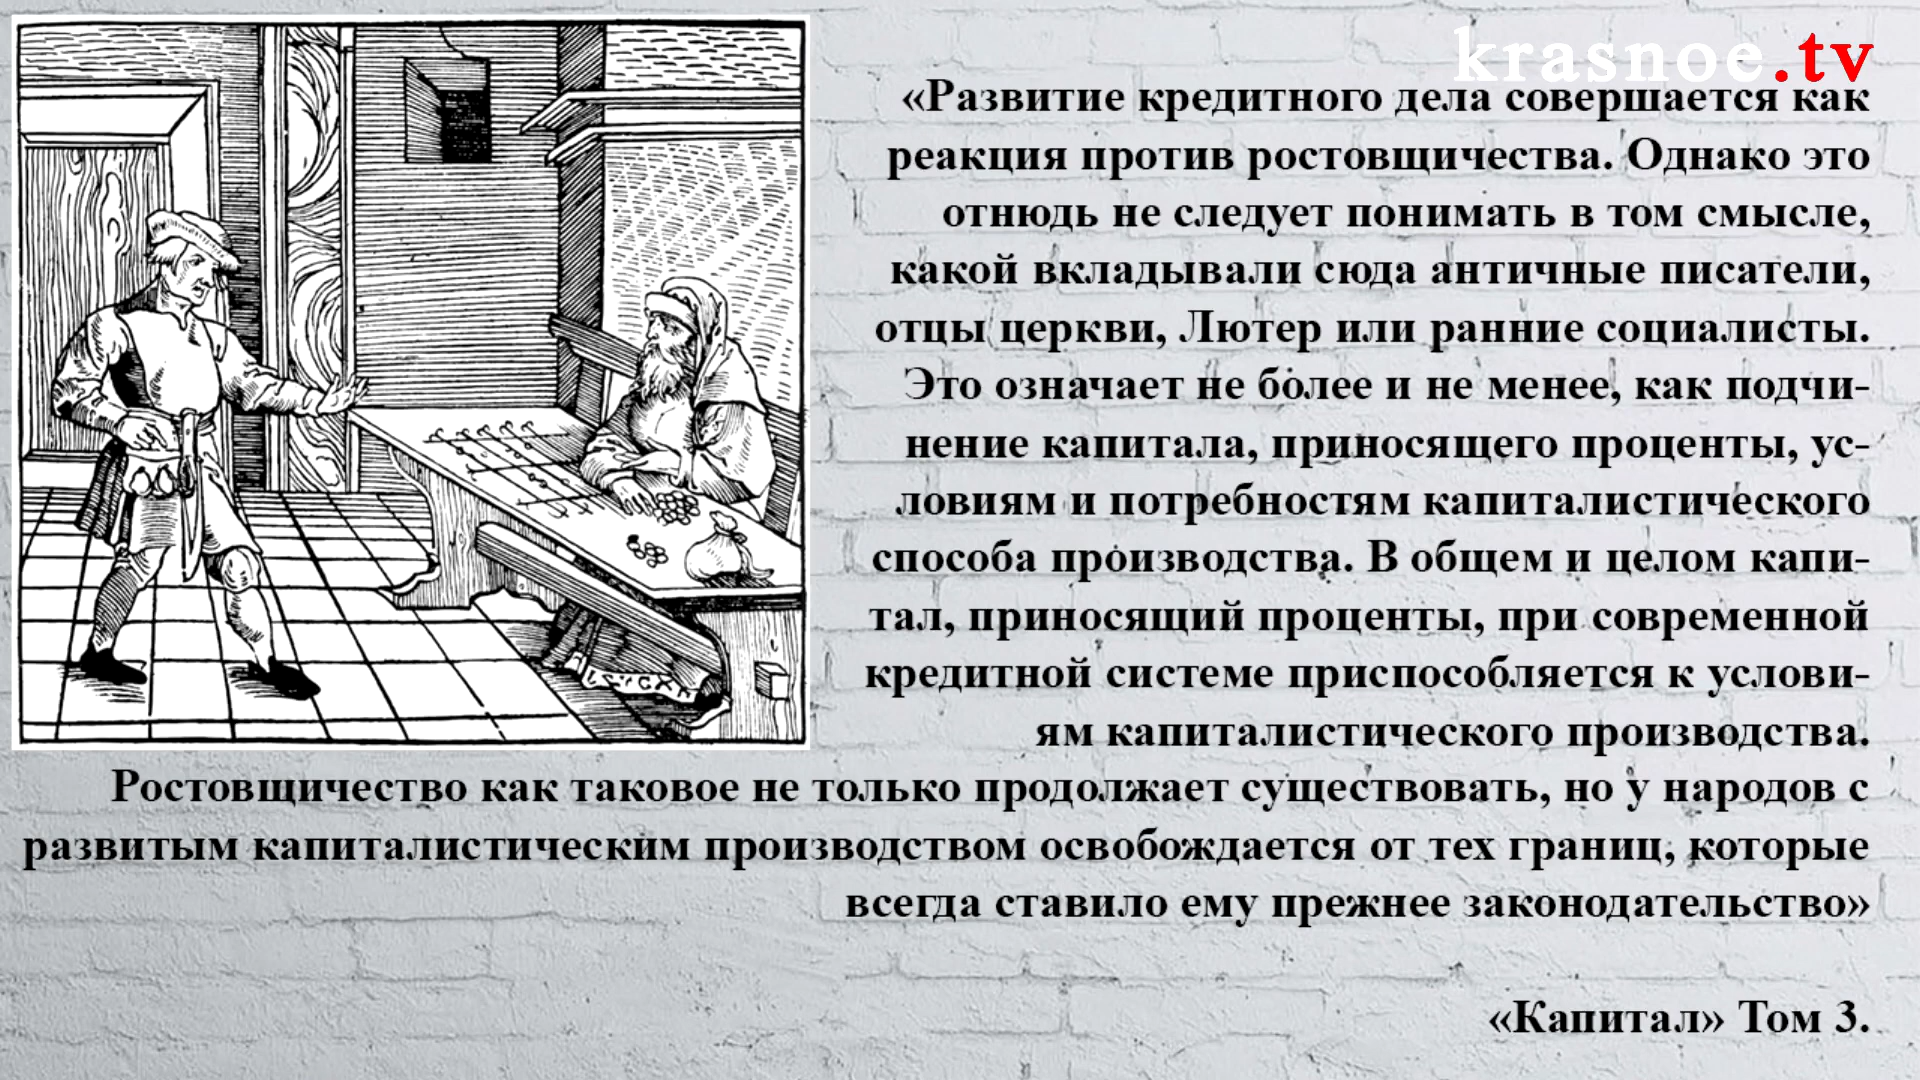 krasnoe.tv
«Развитие кредитного дела совершается как
реакция против ростовщичества. Однако это
отнюдь не следует понимать в том смысле,
какой вкладывали сюда античные писатели,
отцы церкви, Лютер или ранние социалисты.
Это означает не более и не менее, как подчи-
нение капитала, приносящего проценты, ус-
ловиям и потребностям капиталистического
способа производства. В общем и целом капи-
тал, приносящий проценты, при современной
кредитной системе приспособляется к услови-
ям капиталистического производства.
Ростовщичество как таковое не только продолжает существовать, но у народов с
развитым капиталистическим производством освобождается от тех границ, которые
всегда ставило ему прежнее законодательство»
«Капитал» Том 3.